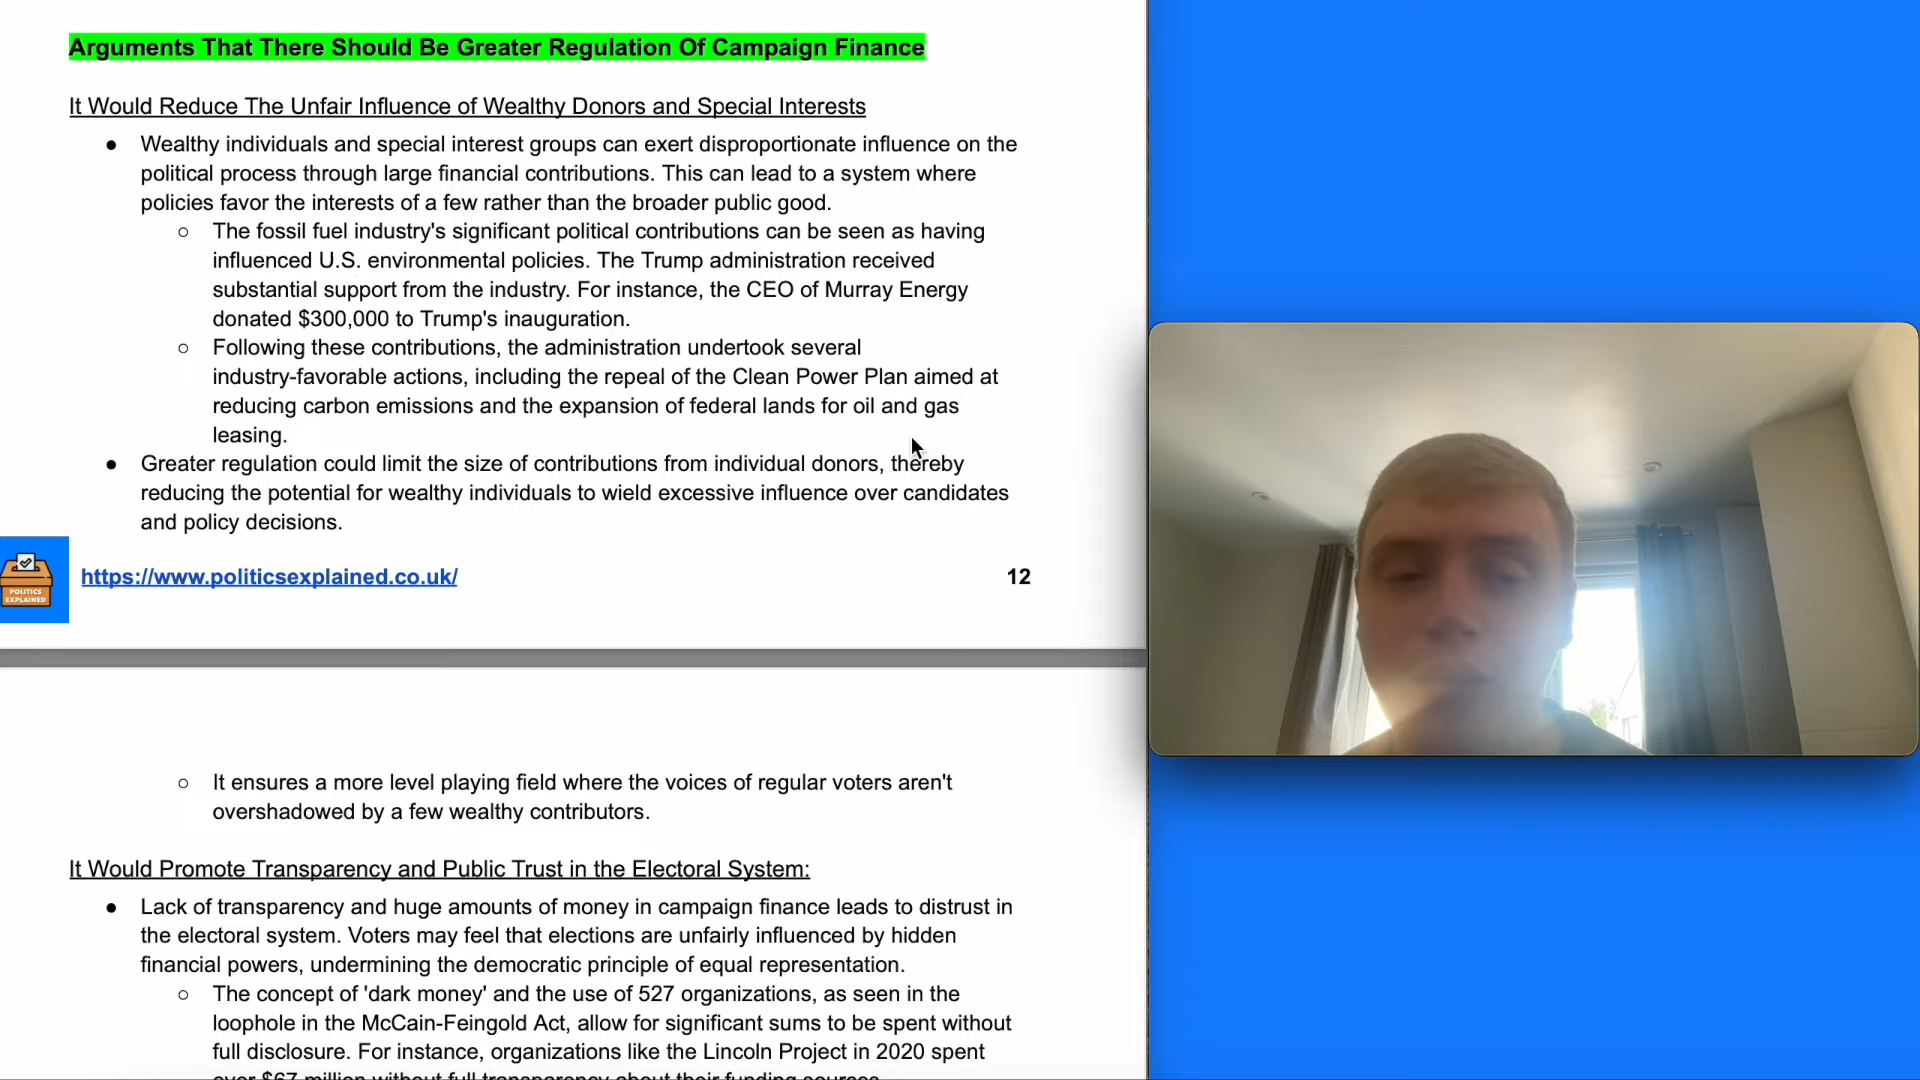 Arguments That There Should Be Greater Regulation Of Campaign Finance
It Would Reduce The Unfair Influence of Wealthy Donors and Special Interests
● Wealthy individuals and special interest groups can exert disproportionate influence on the
political process through large financial contributions. This can lead to a system where
policies favor the interests of a few rather than the broader public good.
○ The fossil fuel industry's significant political contributions can be seen as having
influenced U.S. environmental policies. The Trump administration received
substantial support from the industry. For instance, the CEO of Murray Energy
donated $300,000 to Trump's inauguration.
○ Following these contributions, the administration undertook several
industry-favorable actions, including the repeal of the Clean Power Plan aimed at
reducing carbon emissions and the expansion of federal lands for oil and gas
leasing.
● Greater regulation could limit the size of contributions from individual donors, thereby
reducing the potential for wealthy individuals to wield excessive influence over candidates
and policy decisions.
POLITICS
EXPLAINED
https://www.politicsexplained.co.uk/ 12
○ It ensures a more level playing field where the voices of regular voters aren't
overshadowed by a few wealthy contributors.
It Would Promote Transparency and Public Trust in the Electoral System:
● Lack of transparency and huge amounts of money in campaign finance leads to distrust in
the electoral system. Voters may feel that elections are unfairly influenced by hidden
financial powers, undermining the democratic principle of equal representation.
○ The concept of 'dark money' and the use of 527 organizations, as seen in the
loophole in the McCain-Feingold Act, allow for significant sums to be spent without
full disclosure. For instance, organizations like the Lincoln Project in 2020 spent
over $67 million without full transparency about their funding sources.